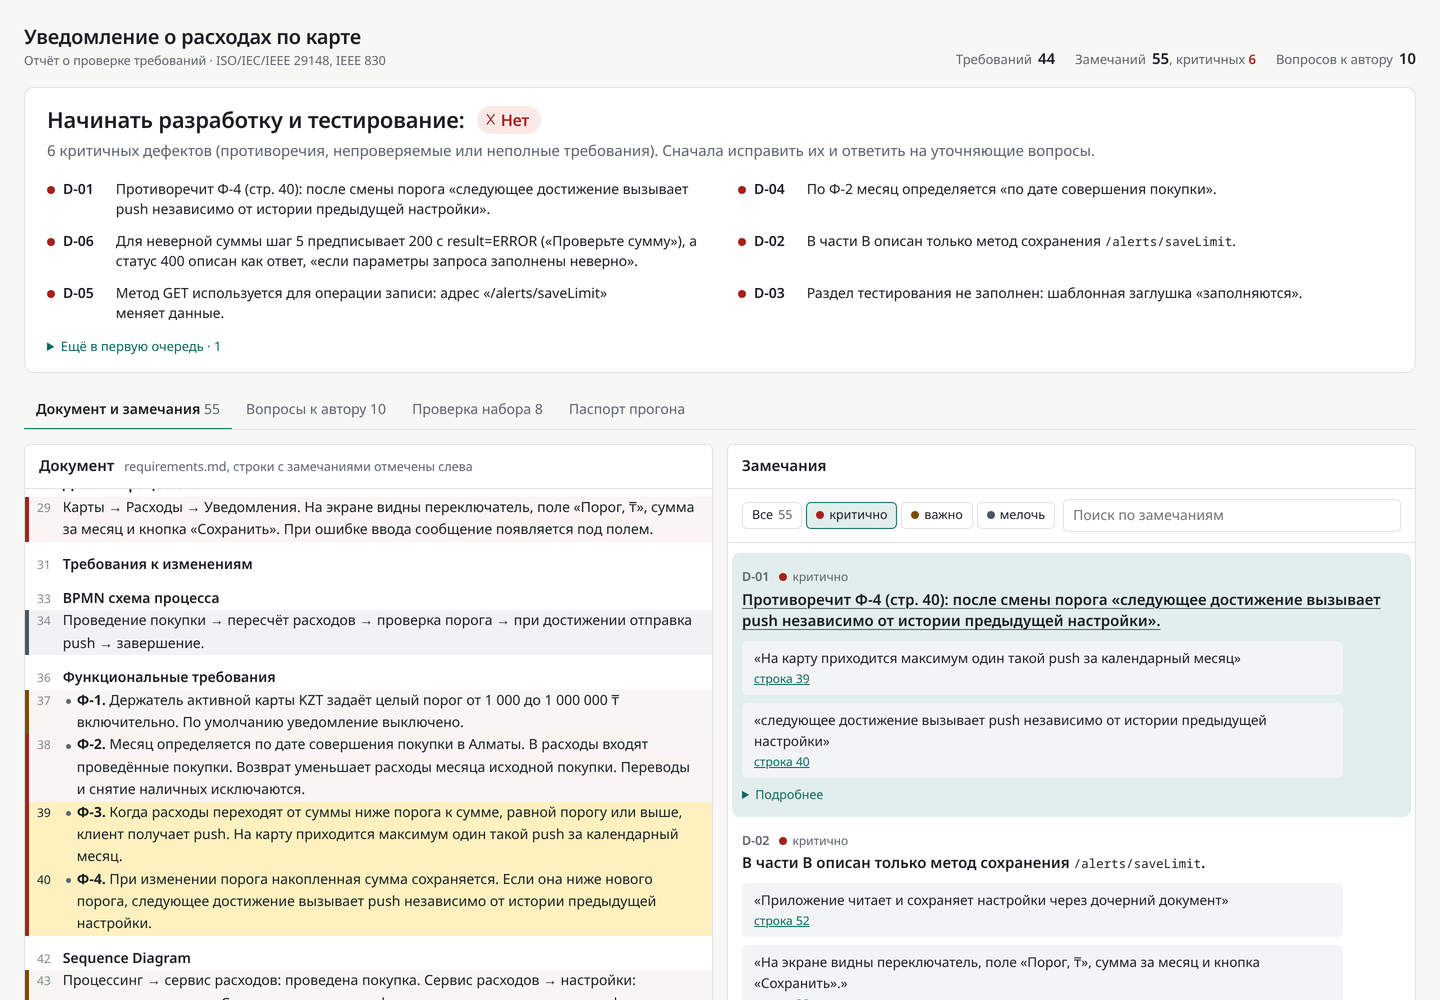 Уведомление о расходах по карте
Отчёт о проверке требований · ISO/IEC/IEEE 29148, IEEE 830
Требований 44 Замечаний 55, критичных 6 Вопросов к автору 10
Начинать разработку и тестирование: X Нет
6 критичных дефектов (противоречия, непроверяемые или неполные требования). Сначала исправить их и ответить на уточняющие вопросы.
D-01 Противоречит Ф-4 (стр. 40): после смены порога «следующее достижение вызывает
push независимо от истории предыдущей настройки».
D-04 По Ф-2 месяц определяется «по дате совершения покупки».
D-06 Для неверной суммы шаг 5 предписывает 200 с result=ERROR («Проверьте сумму»), а
статус 400 описан как ответ, «если параметры запроса заполнены неверно».
D-02 В части B описан только метод сохранения /alerts/saveLimit.
D-05 Метод GET используется для операции записи: адрес «/alerts/saveLimit»
меняет данные.
D-03 Раздел тестирования не заполнен: шаблонная заглушка «заполняются».
▶ Ещё в первую очередь · 1
Документ и замечания 55 Вопросы к автору 10 Проверка набора 8 Паспорт прогона
Документ requirements.md, строки с замечаниями отмечены слева
29 Карты → Расходы → Уведомления. На экране видны переключатель, поле «Порог, ₸», сумма
за месяц и кнопка «Сохранить». При ошибке ввода сообщение появляется под полем.
31 Требования к изменениям
33 BPMN схема процесса
34 Проведение покупки → пересчёт расходов → проверка порога → при достижении отправка
push → завершение.
36 Функциональные требования
37 • Ф-1. Держатель активной карты KZT задаёт целый порог от 1 000 до 1 000 000 ₸
включительно. По умолчанию уведомление выключено.
38 • Ф-2. Месяц определяется по дате совершения покупки в Алматы. В расходы входят
проведённые покупки. Возврат уменьшает расходы месяца исходной покупки. Переводы
и снятие наличных исключаются.
39 • Ф-3. Когда расходы переходят от суммы ниже порога к сумме, равной порогу или выше,
клиент получает push. На карту приходится максимум один такой push за календарный
месяц.
40 • Ф-4. При изменении порога накопленная сумма сохраняется. Если она ниже нового
порога, следующее достижение вызывает push независимо от истории предыдущей
настройки.
42 Sequence Diagram
43 Процессинг → сервис расходов: проведена покупка. Сервис расходов → настройки:
Замечания
Все 55 критично важно мелочь Поиск по замечаниям
D-01 критично
Противоречит Ф-4 (стр. 40): после смены порога «следующее достижение вызывает
push независимо от истории предыдущей настройки».
«На карту приходится максимум один такой push за календарный месяц»
строка 39
«следующее достижение вызывает push независимо от истории предыдущей
настройки»
строка 40
▶ Подробнее
D-02 критично
В части B описан только метод сохранения /alerts/saveLimit.
«Приложение читает и сохраняет настройки через дочерний документ»
строка 52
«На экране видны переключатель, поле «Порог, ₸», сумма за месяц и кнопка
«Сохранить».»